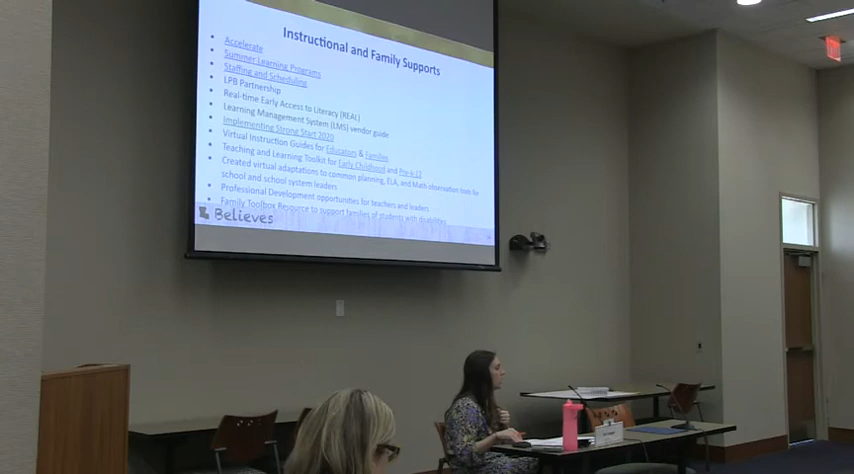 Instructional and Family Supports
• Accelerate
• Summer Learning Programs
• Staffing and Scheduling
• LPB Partnership
• Real-time Early Access to Literacy (REAL)
• Learning Management System (LMS) vendor guide
• Implementing Strong Start 2020
• Virtual Instruction Guides for Educators & Families
• Teaching and Learning Toolkit for Early Childhood and Pre-k-12
• Created virtual adaptations to common planning, ELA, and Math observation tools for
school and school system leaders
• Professional Development opportunities for teachers and leaders
• Family Toolbox Resource to support families of students with disabilities
Believes
EXIT